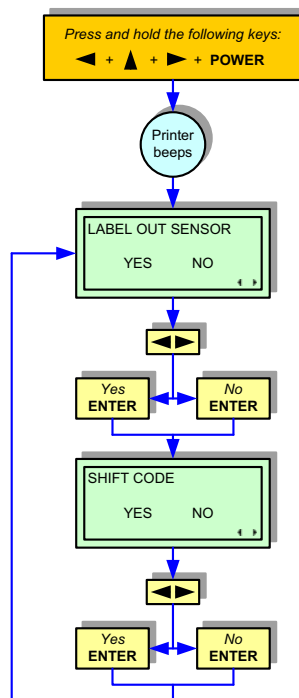 Press and hold the following keys:
◄ + ▲ + ► + POWER
Printer
beeps
LABEL OUT SENSOR
YES NO
Yes
ENTER
No
ENTER
SHIFT CODE
YES NO
Yes
ENTER
No
ENTER